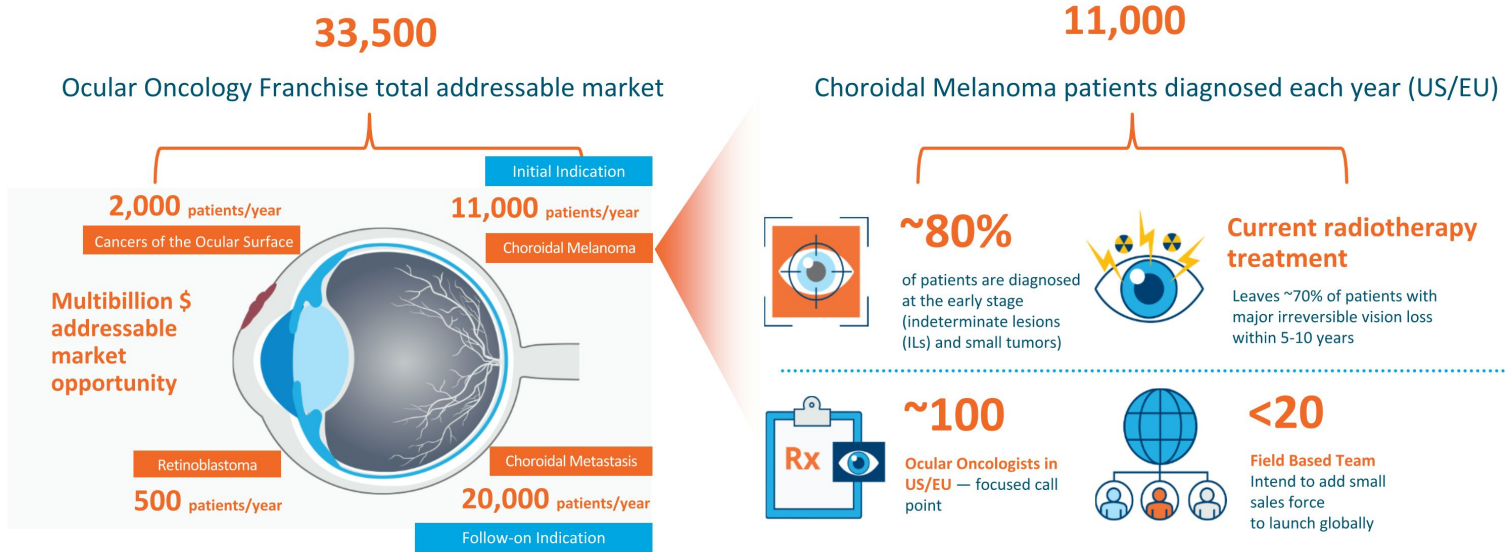 33,500
Ocular Oncology Franchise total addressable market
Initial Indication
2,000 patients/year
Cancers of the Ocular Surface
11,000 patients/year
Choroidal Melanoma
Multibillion $
addressable
market
opportunity
Retinoblastoma
500 patients/year
Choroidal Metastasis
20,000 patients/year
Follow-on Indication
11,000
Choroidal Melanoma patients diagnosed each year (US/EU)
~80%
of patients are diagnosed
at the early stage
(indeterminate lesions
(ILs) and small tumors)
Current radiotherapy
treatment
Leaves ~70% of patients with
major irreversible vision loss
within 5-10 years
Rx
~100
Ocular Oncologists in
US/EU — focused call
point
<20
Field Based Team
Intend to add small
sales force
to launch globally